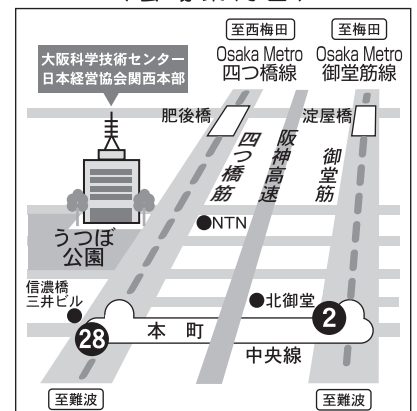 至西梅田
至梅田
Osaka Metro
四つ橋線
Osaka Metro
御堂筋線
大阪科学技術センター
日本経営協会関西本部
肥後橋
淀屋橋
四つ橋筋
阪神高速
御堂筋
NTN
うつぼ
公園
信濃橋
三井ビル
北御堂
2
28
本町
中央線
至難波
至難波